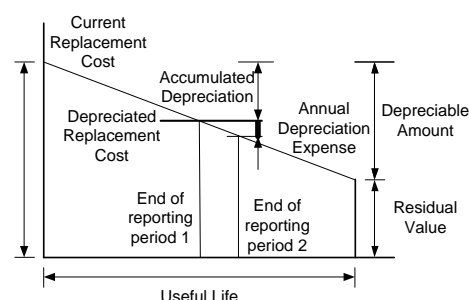 Current
Replacement
Cost
Accumulated
Depreciation
Depreciated
Replacement
Cost
Annual
Depreciation
Expense
Depreciable
Amount
End of
reporting
period 1
End of
reporting
period 2
Residual
Value
Useful Life